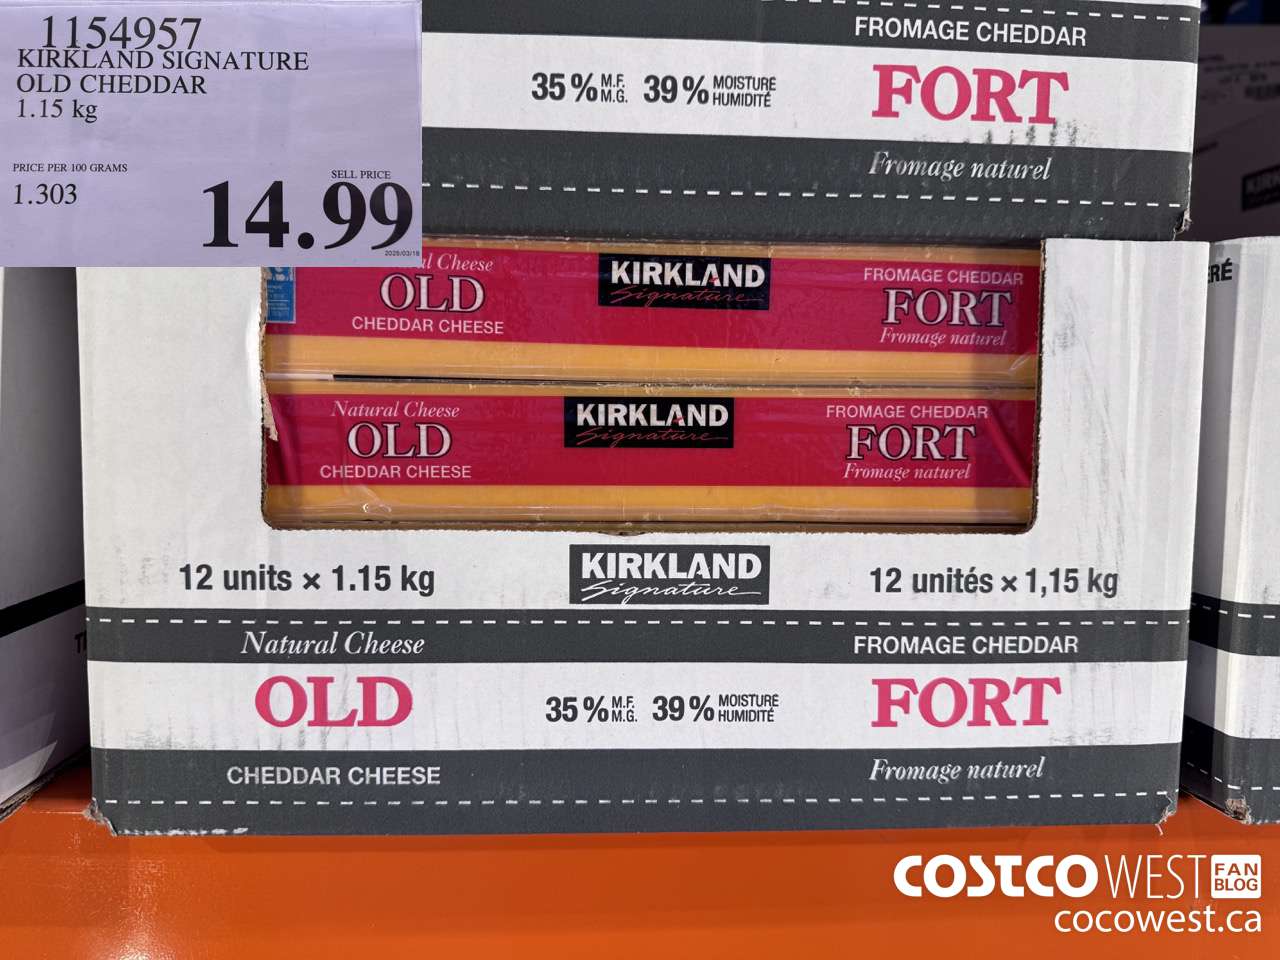 1154957
KIRKLAND SIGNATURE
OLD CHEDDAR
1.15 kg
PRICE PER 100 GRAMS
1.303
SELL PRICE
14.99
FROMAGE CHEDDAR
35% M.F. M.G. 39% MOISTURE HUMIDITÉ
FORT
Fromage naturel
Cheese
OLD
CHEDDAR CHEESE
KIRKLAND
Signature
FROMAGE CHEDDAR
FORT
Fromage naturel
Natural Cheese
OLD
CHEDDAR CHEESE
KIRKLAND
Signature
FROMAGE CHEDDAR
FORT
Fromage naturel
12 units × 1.15 kg
KIRKLAND
Signature
12 unités × 1,15 kg
Natural Cheese
OLD
CHEDDAR CHEESE
35% M.F. M.G. 39% MOISTURE HUMIDITÉ
FROMAGE CHEDDAR
FORT
Fromage naturel
COSTCO WEST FAN BLOG
cocowest.ca